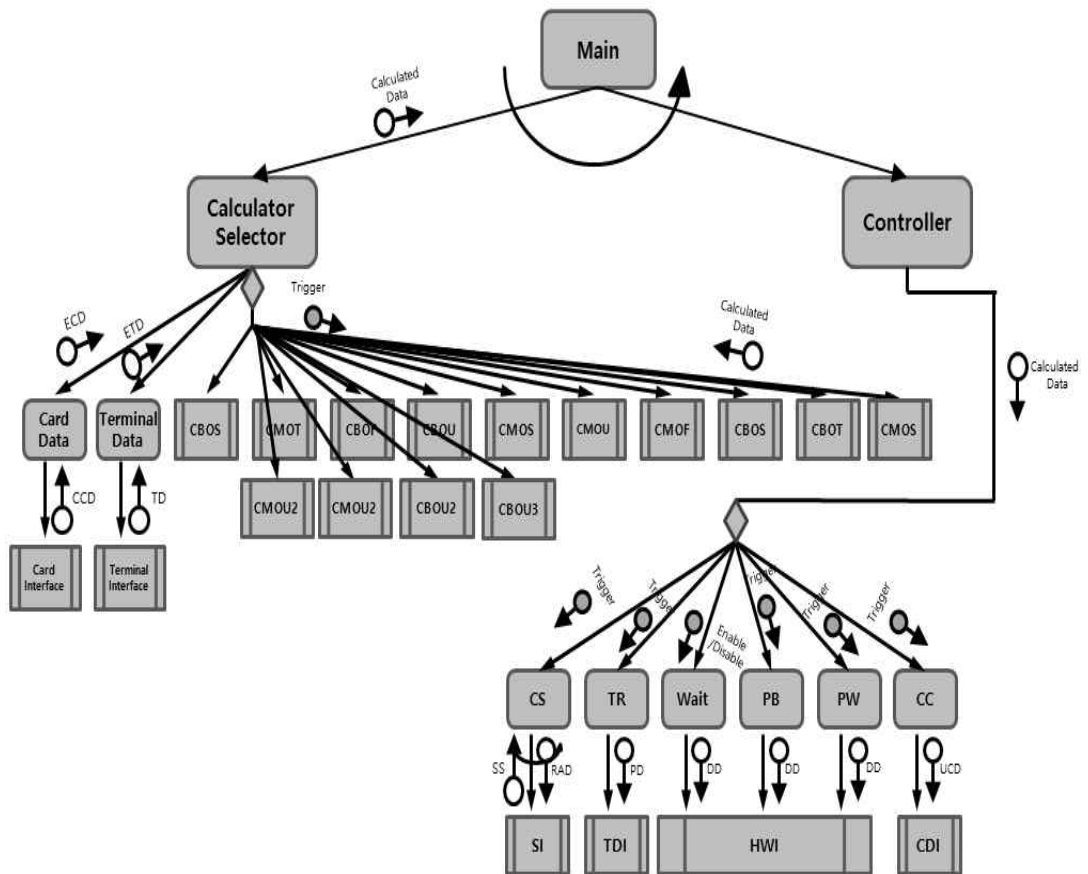 Main
Calculated
Data
Calculator
Selector
Controller
Trigger
ECD
ETD
Calculated
Data
Calculated
Data
Card
Data
Terminal
Data
CBOS
CMOT
CBOF
CBOU
CMOS
CMOU
CMOF
CBOS
CBOT
CMOS
CCD
TD
CMOU2
CMOU2
CBOU2
CBOU3
Card
Interface
Terminal
Interface
Trigger
Trigger
Enable
/Disable
Trigger
Trigger
Trigger
CS
TR
Wait
PB
PW
CC
SS
RAD
PD
DD
DD
DD
UCD
SI
TDI
HWI
CDI